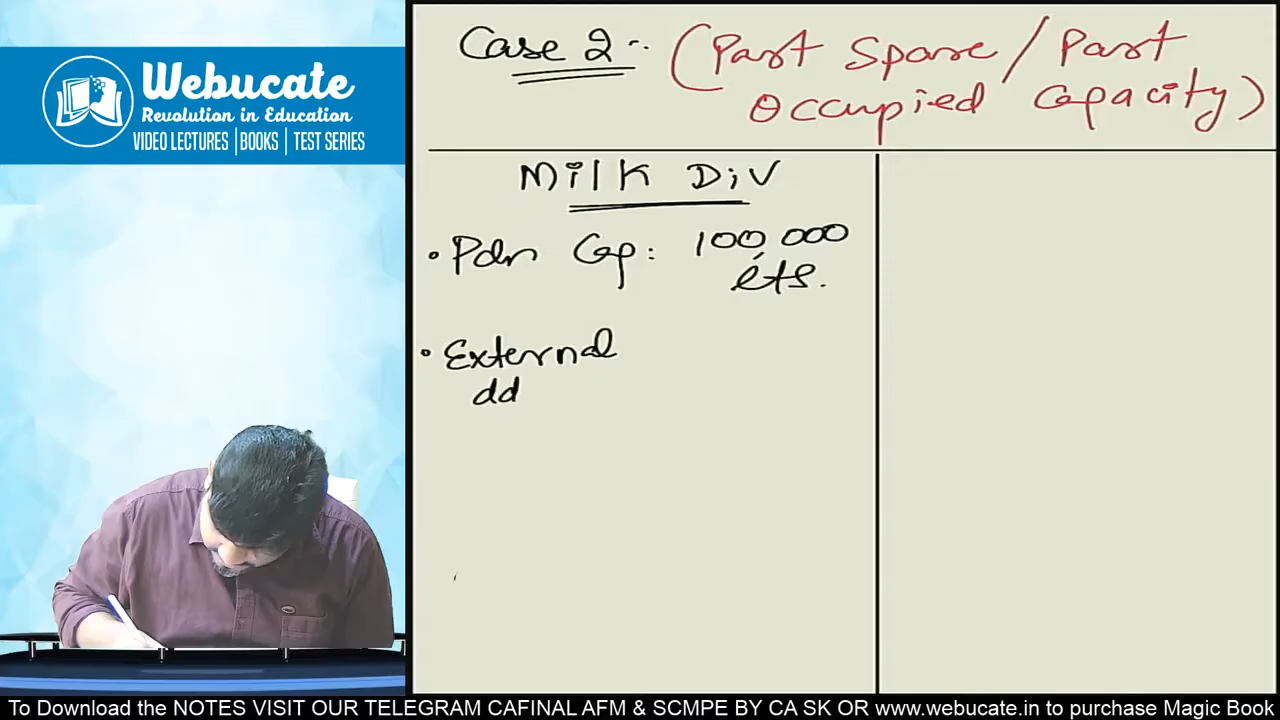 Webucate
Revolution in Education
VIDEO LECTURES | BOOKS | TEST SERIES
Case 2 :- (Part Spare / Part
Occupied Capacity)
Milk Div
• Pdn Cap : 100,000
lts.
• External
dd
To Download the NOTES VISIT OUR TELEGRAM CAFINAL AFM & SCMPE BY CA SK OR www.webucate.in to purchase Magic Book